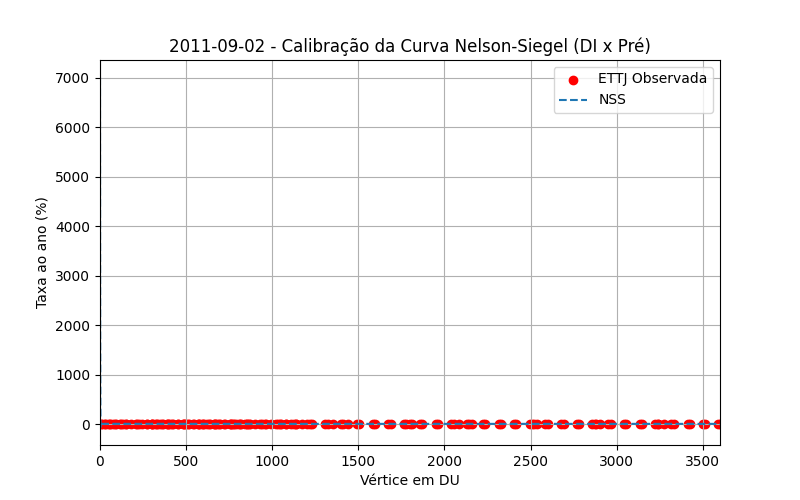 2011-09-02 - Calibração da Curva Nelson-Siegel (DI x Pré)
ETTJ Observada
NSS
Taxa ao ano (%)
7000
6000
5000
4000
3000
2000
1000
0
0 500 1000 1500 2000 2500 3000 3500
Vértice em DU